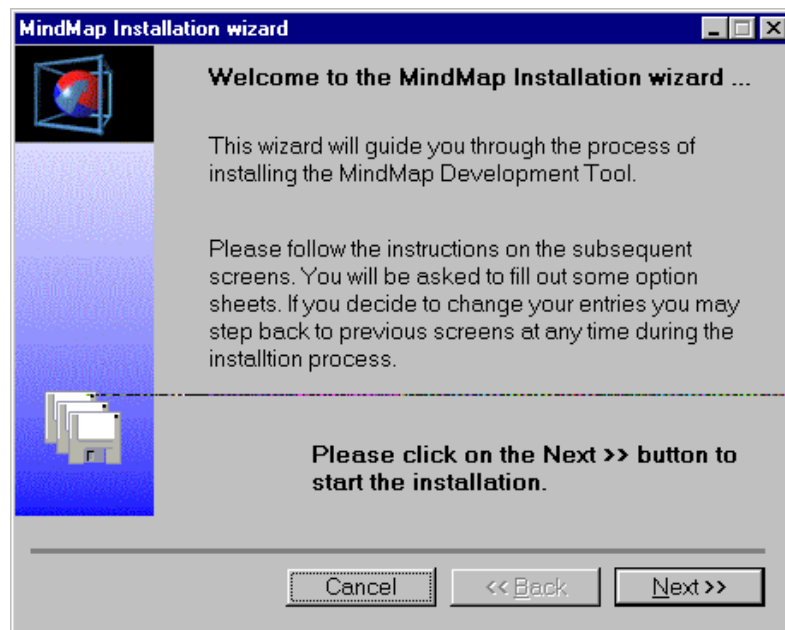 MindMap Installation wizard
Welcome to the MindMap Installation wizard ...
This wizard will guide you through the process of
installing the MindMap Development Tool.
Please follow the instructions on the subsequent
screens. You will be asked to fill out some option
sheets. If you decide to change your entries you may
step back to previous screens at any time during the
installtion process.
Please click on the Next >> button to
start the installation.
Cancel
<< Back
Next >>